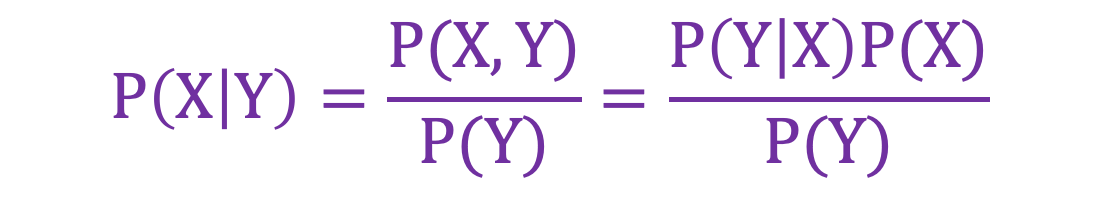 P(X|Y) = P(X, Y) / P(Y) = P(Y|X)P(X) / P(Y)